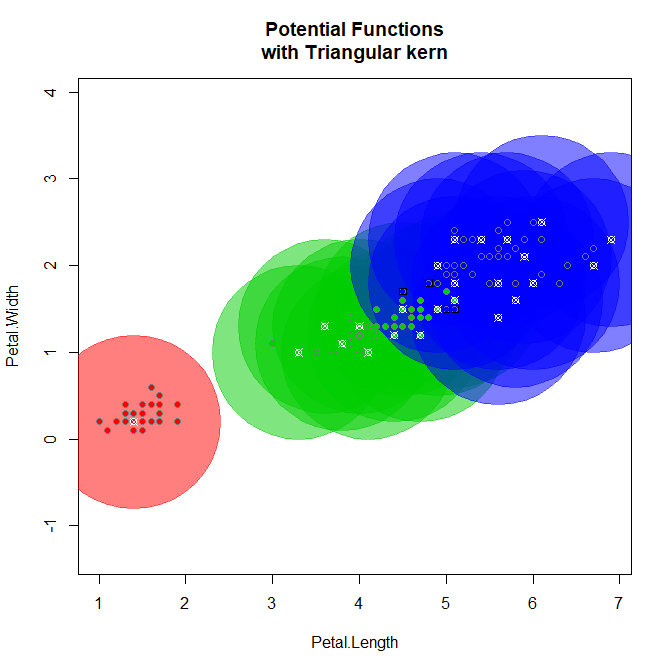 Potential Functions
with Triangular kern
Petal.Width
4
3
2
1
0
-1
1 2 3 4 5 6 7
Petal.Length